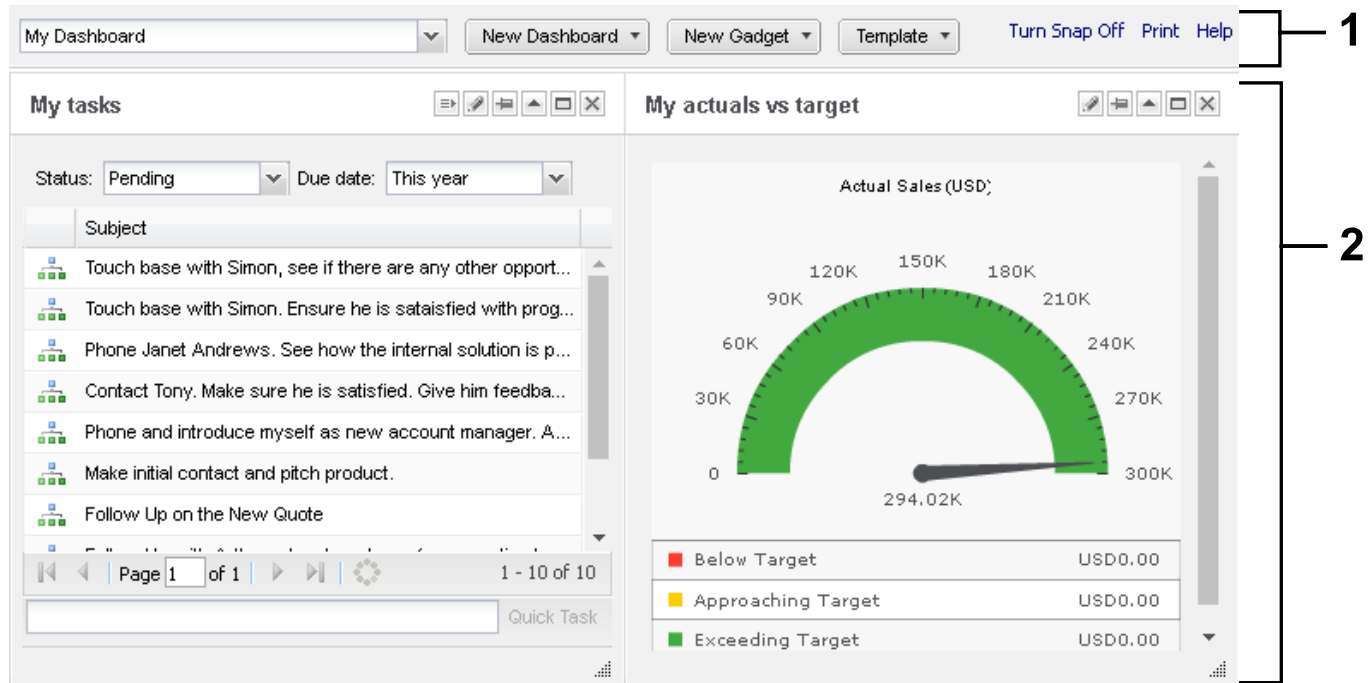 My Dashboard New Dashboard New Gadget Template Turn Snap Off Print Help 1
My tasks
Status: Pending Due date: This year
Subject
Touch base with Simon, see if there are any other opport...
Touch base with Simon. Ensure he is sataisfied with prog...
Phone Janet Andrews. See how the internal solution is p...
Contact Tony. Make sure he is satisfied. Give him feedba...
Phone and introduce myself as new account manager. A...
Make initial contact and pitch product.
Follow Up on the New Quote
Page 1 of 1 1 - 10 of 10
Quick Task
My actuals vs target
Actual Sales (USD)
0
30K
60K
90K
120K
150K
180K
210K
240K
270K
300K
294.02K
Below Target USD0.00
Approaching Target USD0.00
Exceeding Target USD0.00
2